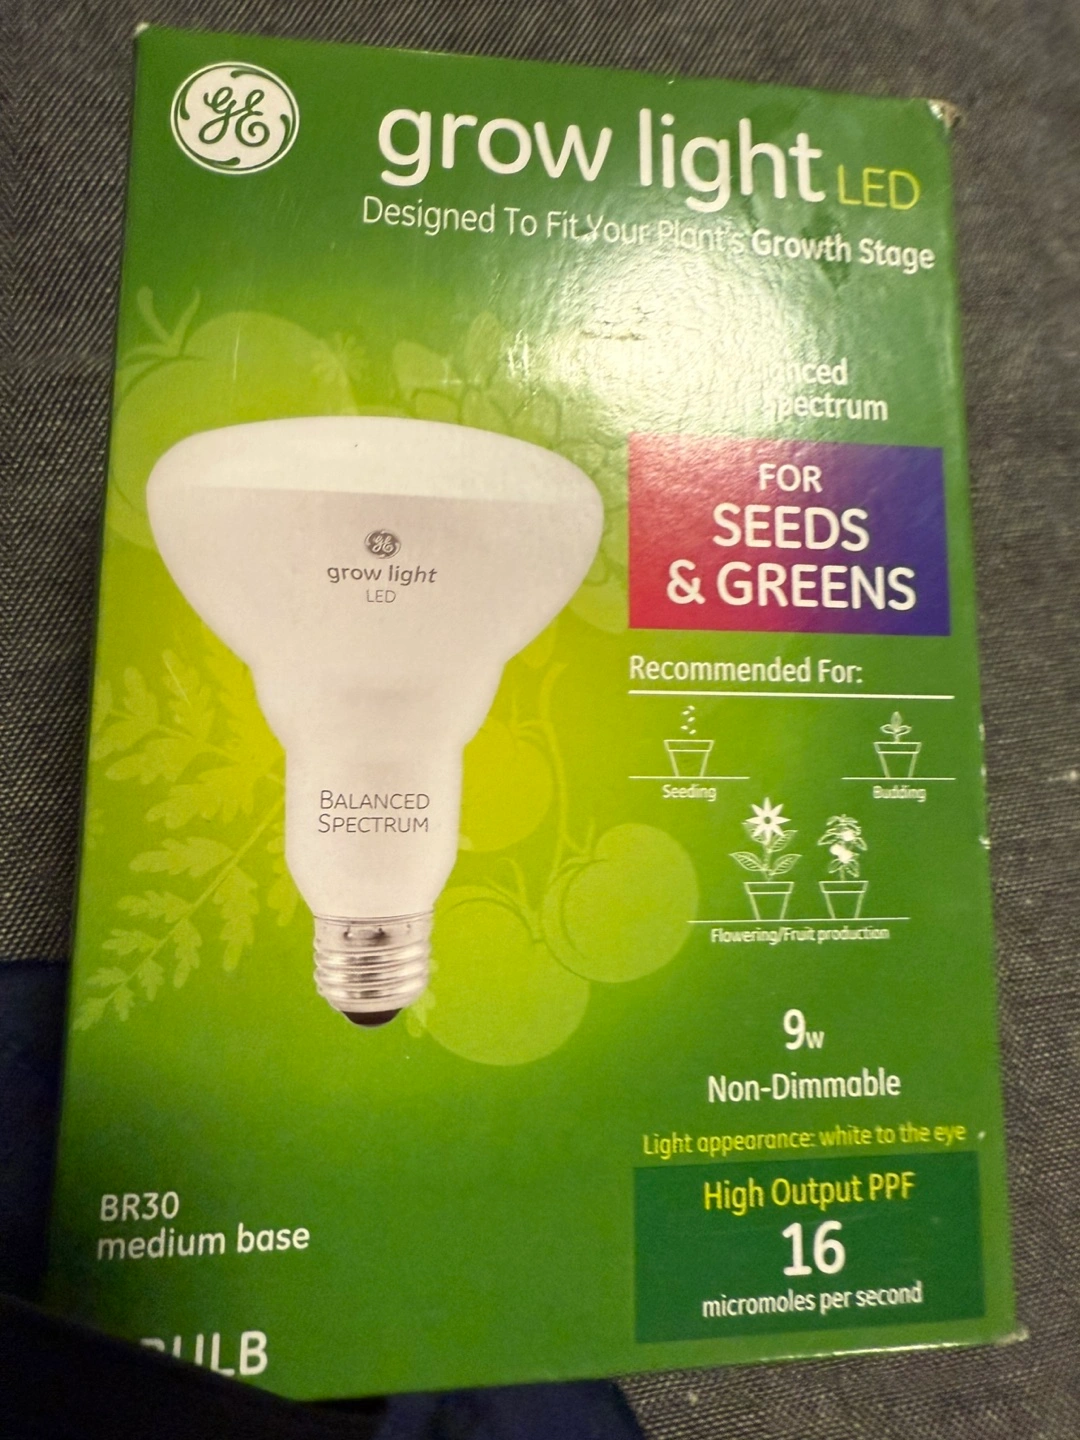 GE
grow light LED
Designed To Fit Your Plant's Growth Stage
Spectrum
FOR
SEEDS
& GREENS
GE
grow light
LED
Recommended For:
Seeding
Budding
BALANCED
SPECTRUM
Flowering/Fruit production
9w
Non-Dimmable
Light appearance: white to the eye
High Output PPF
16
micromoles per second
BR30
medium base
BULB